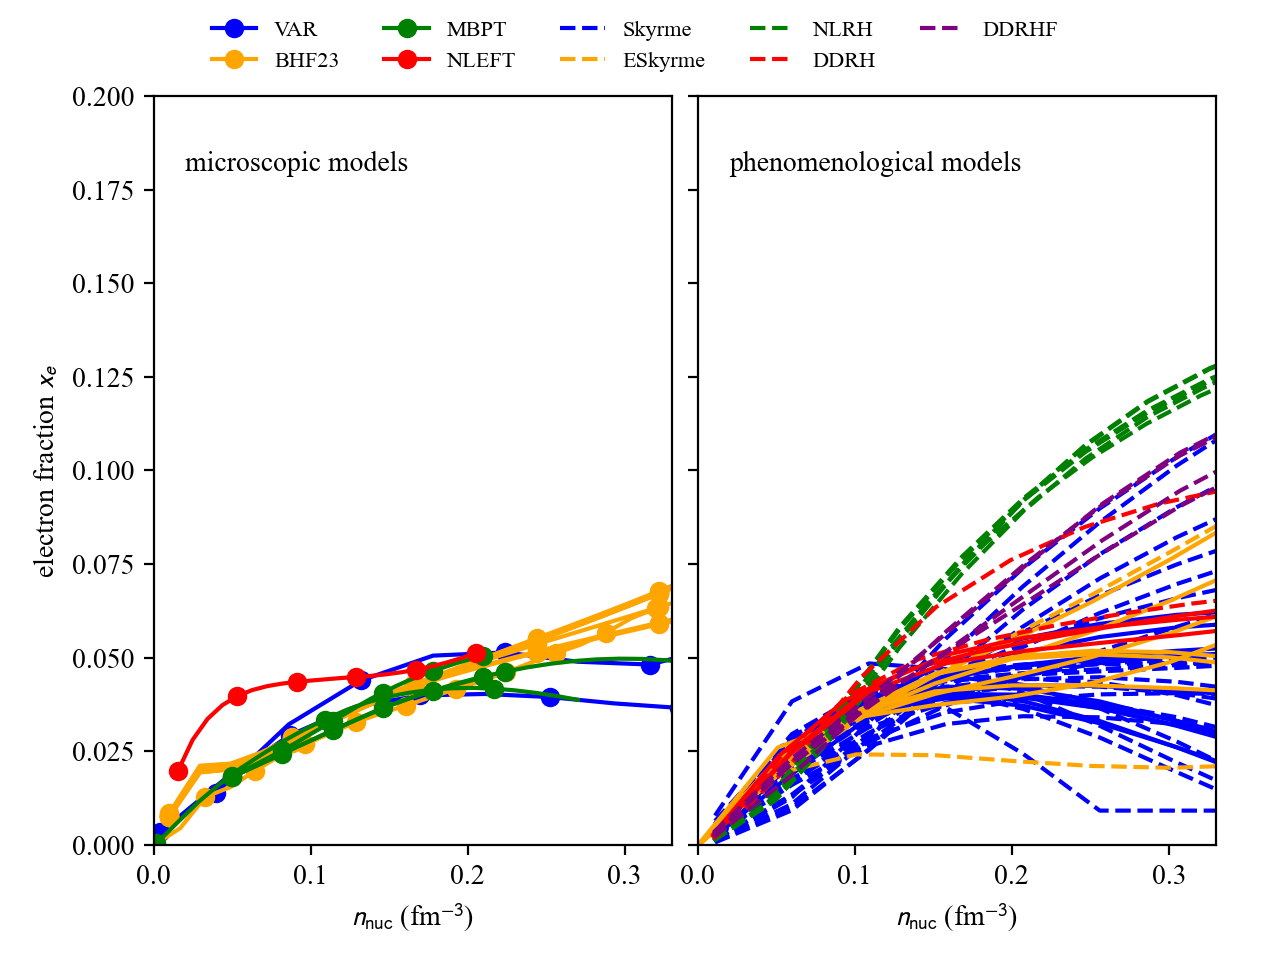 VAR MBPT Skyrme NLRH DDRHF
BHF23 NLEFT ESkyrme DDRH
microscopic models phenomenological models
electron fraction xₑ
0.200
0.175
0.150
0.125
0.100
0.075
0.050
0.025
0.000
0.0 0.1 0.2 0.3 0.0 0.1 0.2 0.3
n_nuc (fm⁻³) n_nuc (fm⁻³)